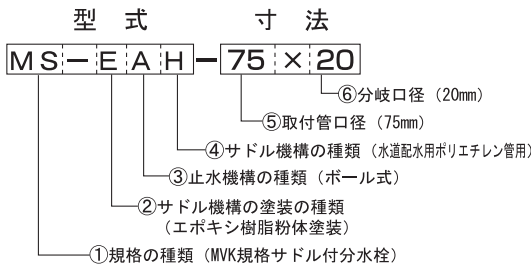 型式 寸法
MS-EAH-75×20
⑥分岐口径（20mm）
⑤取付管口径（75mm）
④サドル機構の種類（水道配水用ポリエチレン管用）
③止水機構の種類（ボール式）
②サドル機構の塗装の種類
（エポキシ樹脂粉体塗装）
①規格の種類（MVK規格サドル付分水栓）